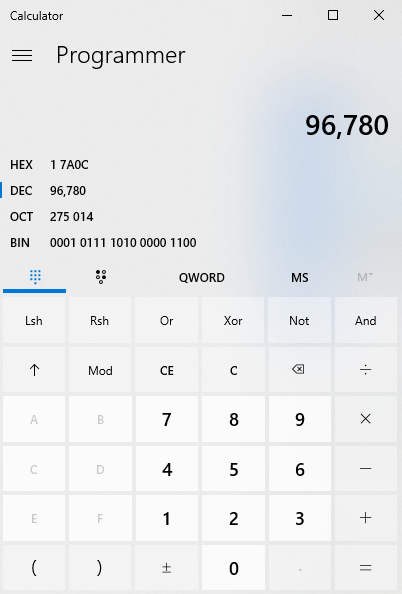 Calculator
Programmer
96,780
HEX 1 7A0C
DEC 96,780
OCT 275 014
BIN 0001 0111 1010 0000 1100
QWORD MS M˅
Lsh Rsh Or Xor Not And
↑ Mod CE C ⌫ ÷
A B 7 8 9 ×
C D 4 5 6 −
E F 1 2 3 +
( ) ± 0 . =